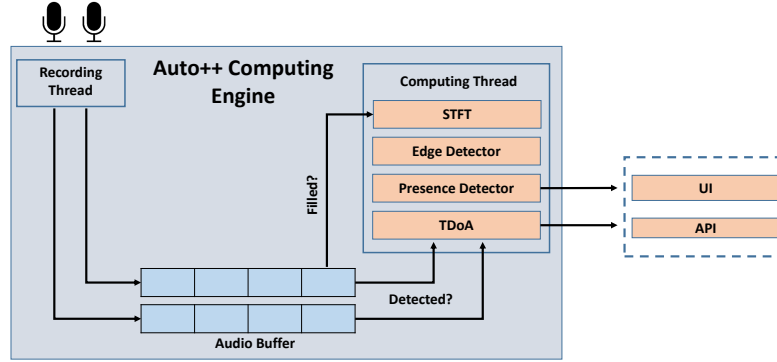 Recording
Thread
Auto++ Computing
Engine
Computing Thread
STFT
Edge Detector
Presence Detector
TDoA
UI
API
Filled?
Detected?
Audio Buffer